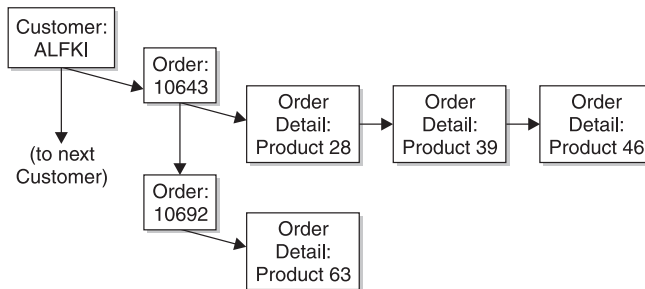 Customer:
ALFKI
Order:
10643
Order
Detail:
Product 28
Order
Detail:
Product 39
Order
Detail:
Product 46
(to next
Customer)
Order:
10692
Order
Detail:
Product 63